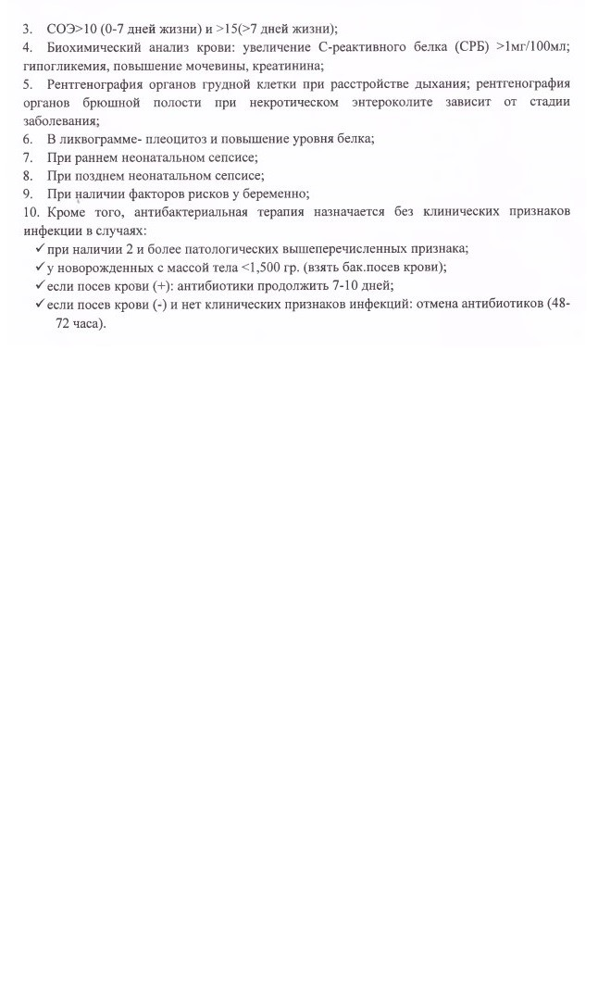 3. СОЭ>10 (0-7 дней жизни) и >15(>7 дней жизни);
4. Биохимический анализ крови: увеличение С-реактивного белка (СРБ) >1мг/100мл;
гипогликемия, повышение мочевины, креатинина;
5. Рентгенография органов грудной клетки при расстройстве дыхания; рентгенография
органов брюшной полости при некротическом энтероколите зависит от стадии
заболевания;
6. В ликвограмме- плеоцитоз и повышение уровня белка;
7. При раннем неонатальном сепсисе;
8. При позднем неонатальном сепсисе;
9. При наличии факторов рисков у беременно;
10. Кроме того, антибактериальная терапия назначается без клинических признаков
инфекции в случаях:
✓ при наличии 2 и более патологических вышеперечисленных признака;
✓ у новорожденных с массой тела <1,500 гр. (взять бак.посев крови);
✓ если посев крови (+): антибиотики продолжить 7-10 дней;
✓ если посев крови (-) и нет клинических признаков инфекций: отмена антибиотиков (48-
72 часа).